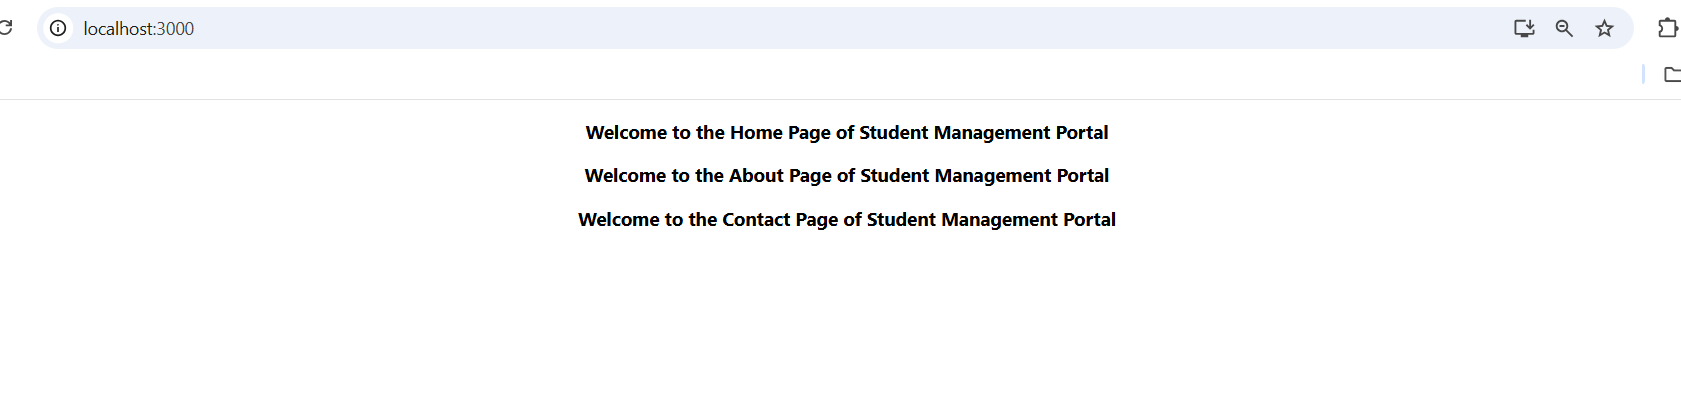 localhost:3000
Welcome to the Home Page of Student Management Portal
Welcome to the About Page of Student Management Portal
Welcome to the Contact Page of Student Management Portal